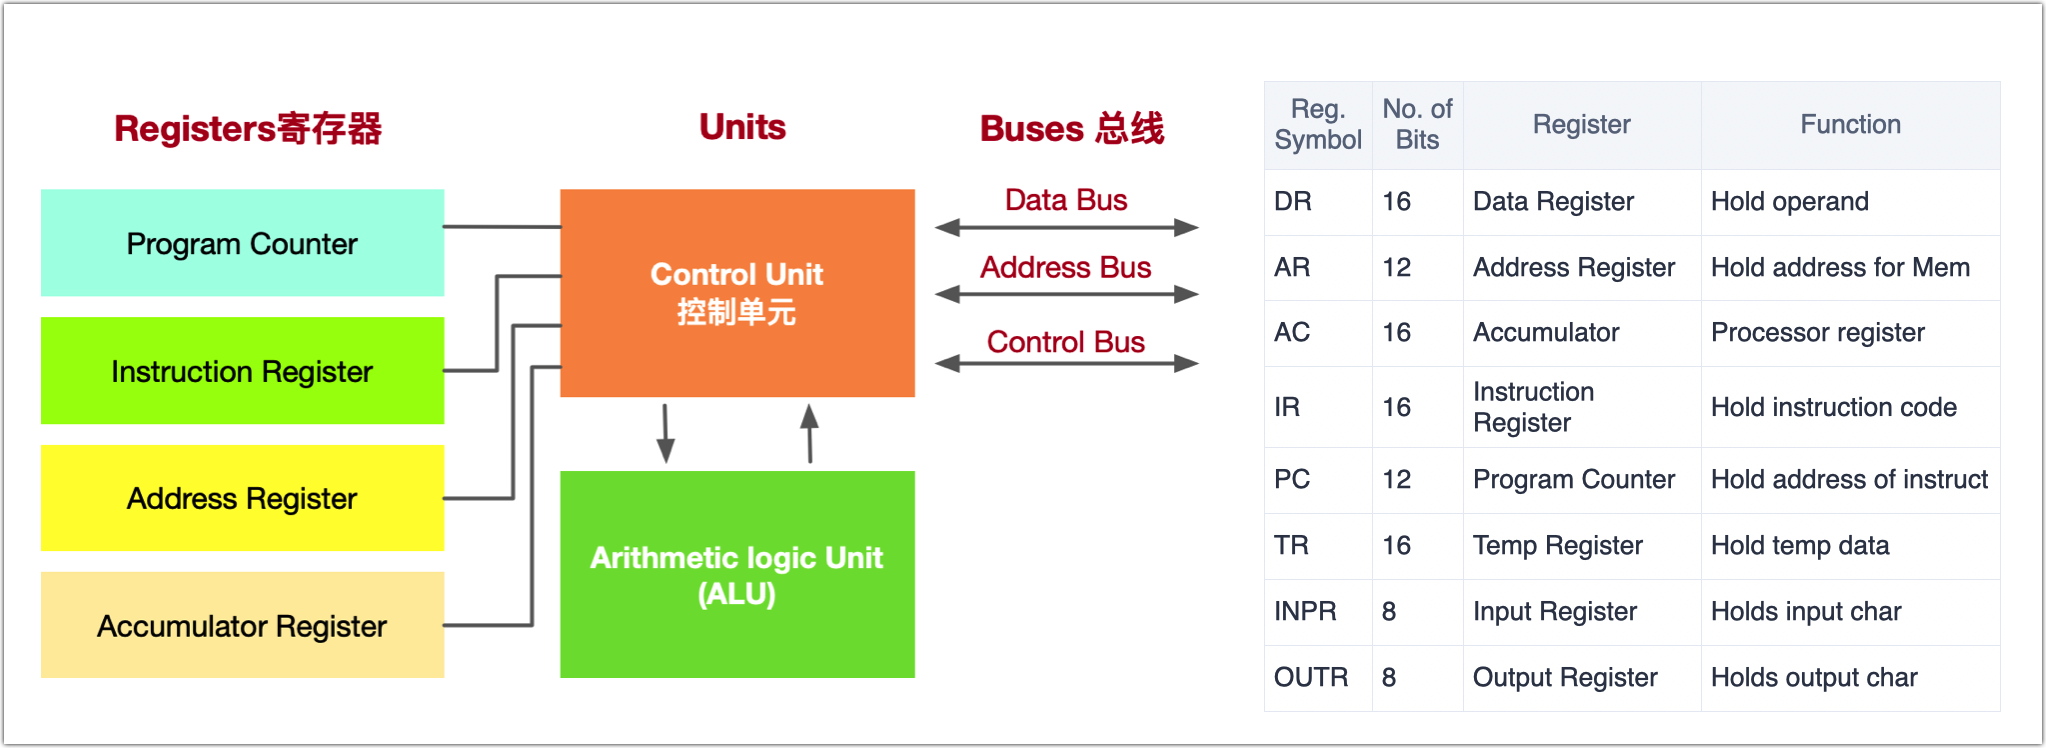 Registers寄存器
Program Counter
Instruction Register
Address Register
Accumulator Register
Units
Control Unit
控制单元
Arithmetic logic Unit
(ALU)
Buses 总线
Data Bus
Address Bus
Control Bus
Reg. Symbol No. of Bits Register Function
DR 16 Data Register Hold operand
AR 12 Address Register Hold address for Mem
AC 16 Accumulator Processor register
IR 16 Instruction Register Hold instruction code
PC 12 Program Counter Hold address of instruct
TR 16 Temp Register Hold temp data
INPR 8 Input Register Holds input char
OUTR 8 Output Register Holds output char